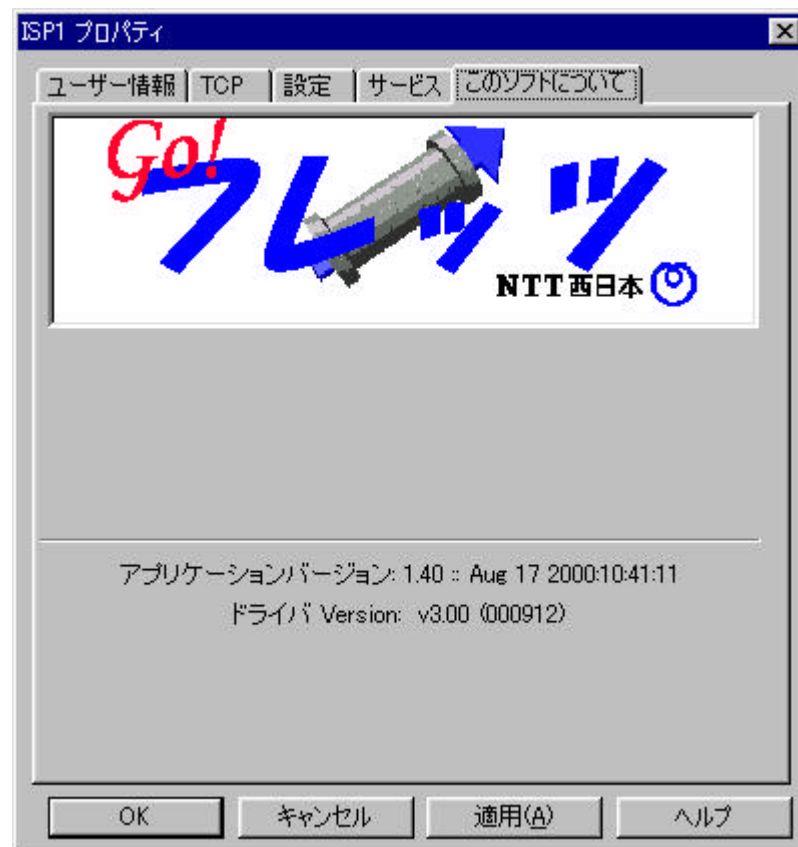 ISP1 プロパティ
ユーザー情報 TCP 設定 サービス このソフトについて
Go!
フレッツ
NTT西日本
アプリケーションバージョン: 1.40 :: Aug 17 2000:10:41:11
ドライバ Version: v3.00 (000912)
OK キャンセル 適用(A) ヘルプ